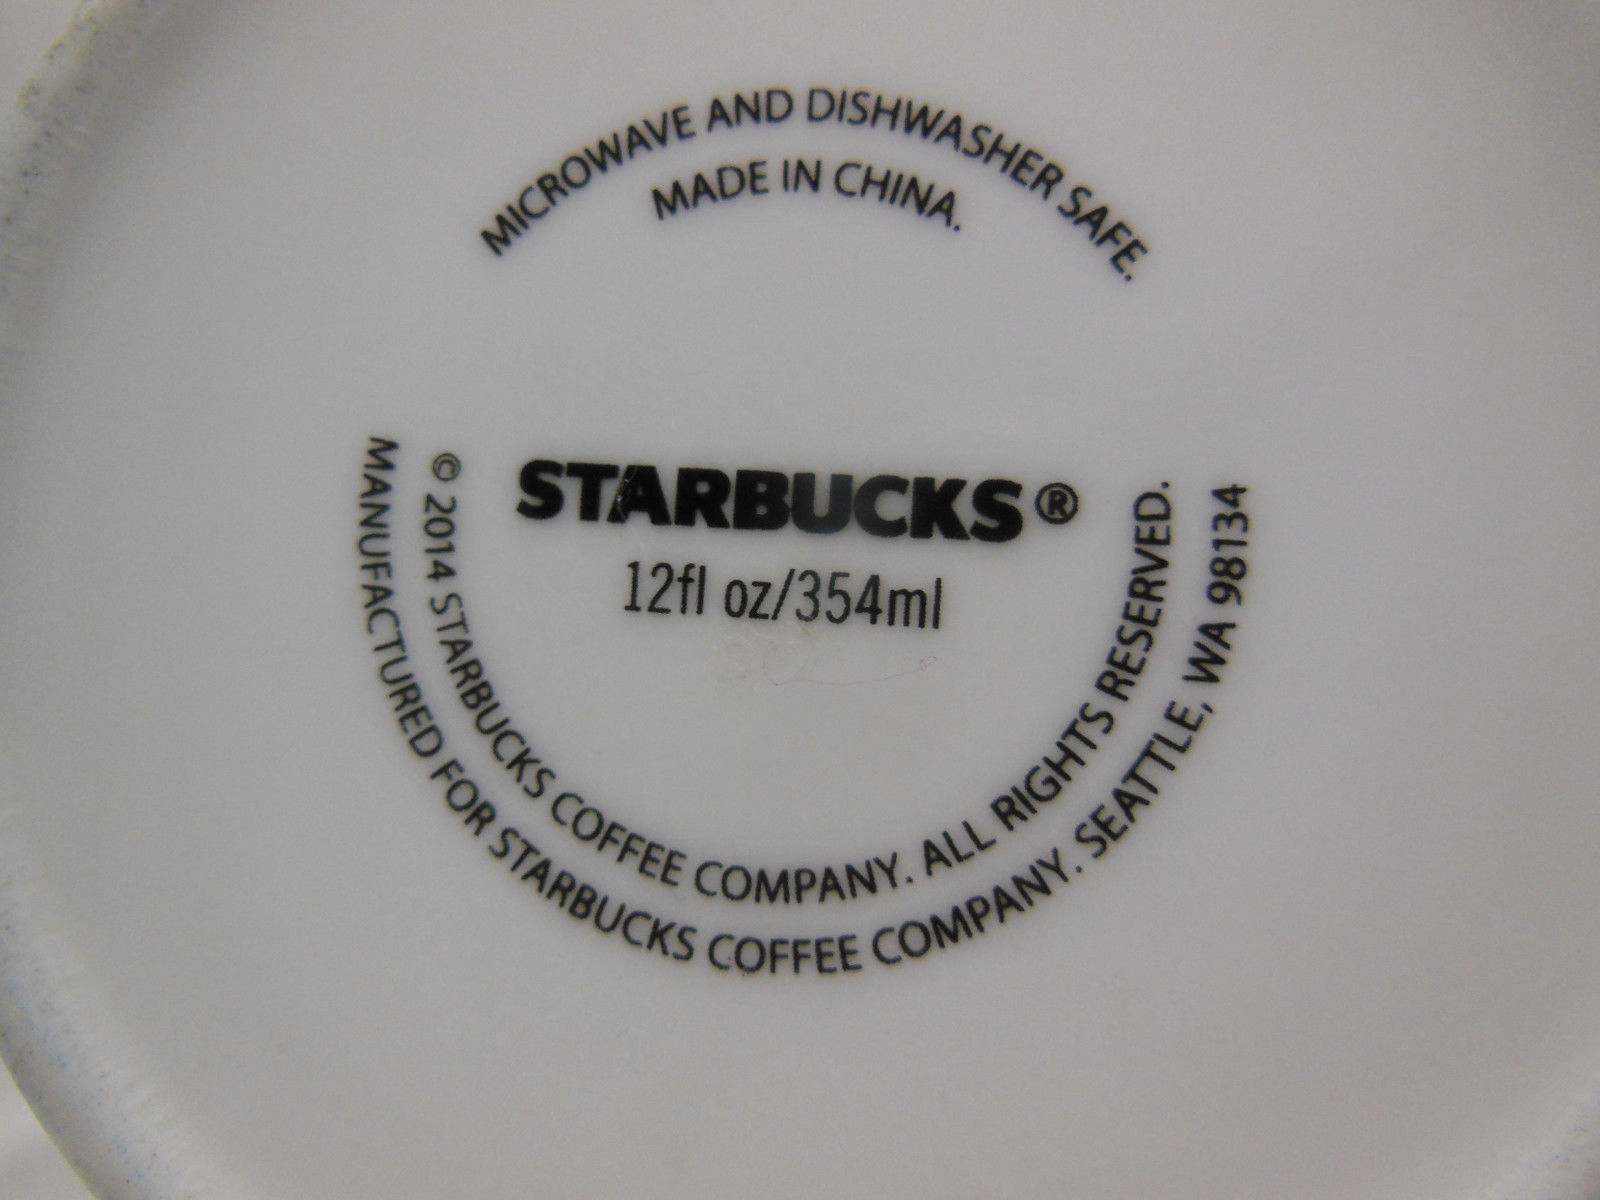 MICROWAVE AND DISHWASHER SAFE.
MADE IN CHINA.
STARBUCKS®
12fl oz/354ml
© 2014 STARBUCKS COFFEE COMPANY. ALL RIGHTS RESERVED.
MANUFACTURED FOR STARBUCKS COFFEE COMPANY. SEATTLE, WA 98134